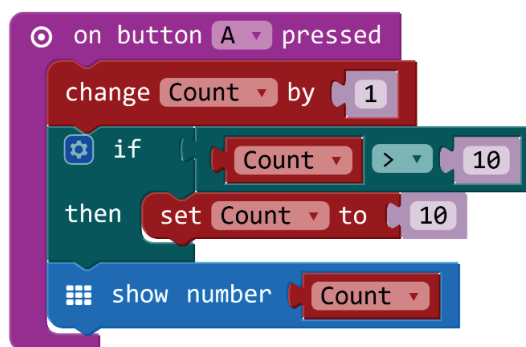 on button A pressed
change Count by 1
if Count > 10
then set Count to 10
show number Count